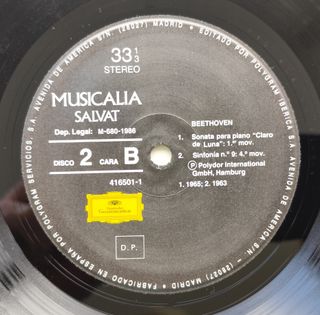 S.A. AVENIDA DE AMERICA S/N - (28027) MADRID • EDITADO POR POLYGRAM IBERICA S/A. AVENIDA DE AMERICA S/N - (28027) MADRID • FABRICADO EN ESPAÑA POR POLYGRAM SERVICIOS,
33 1/3
STEREO
MUSICALIA
SALVAT
Dep. Legal: M-680-1986
DISCO 2 CARA B
416501-1
BEETHOVEN
1. Sonata para piano "Claro
de Luna": 1.er mov.
2. Sinfonía n.º 9: 4.º mov.
Ⓟ Polydor International
GmbH, Hamburg
1. 1965; 2. 1963
D.P.